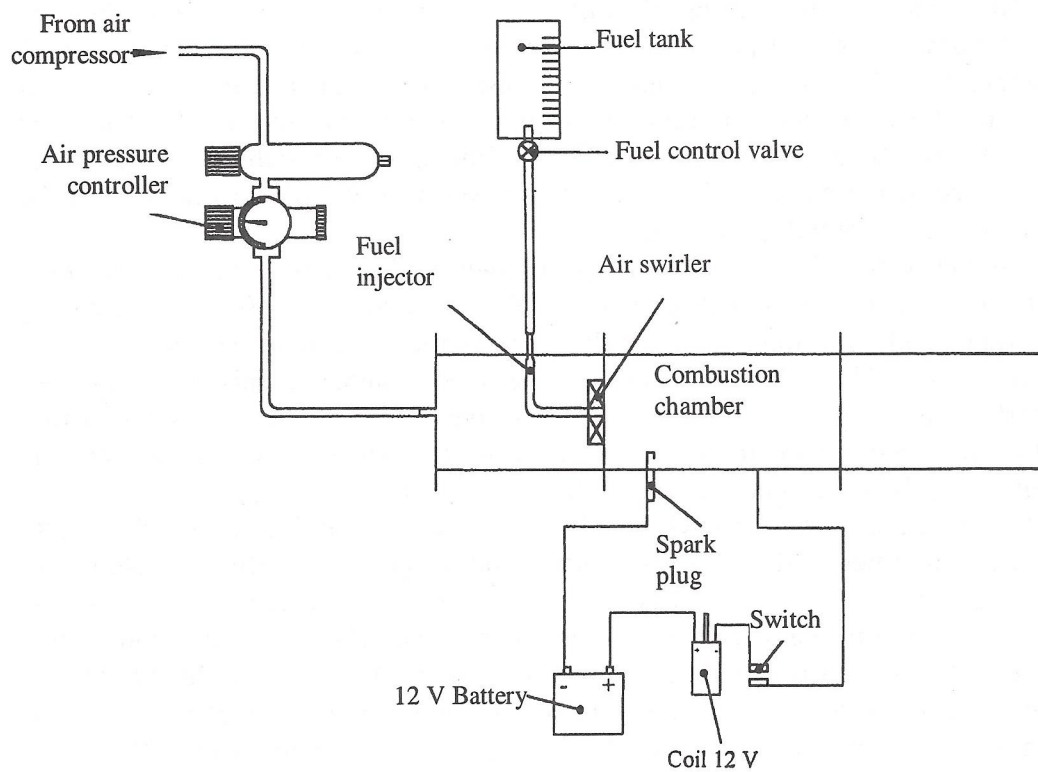 From air
compressor
Fuel tank
Air pressure
controller
Fuel control valve
Fuel
injector
Air swirler
Combustion
chamber
Spark
plug
Switch
12 V Battery
- +
+ -
Coil 12 V